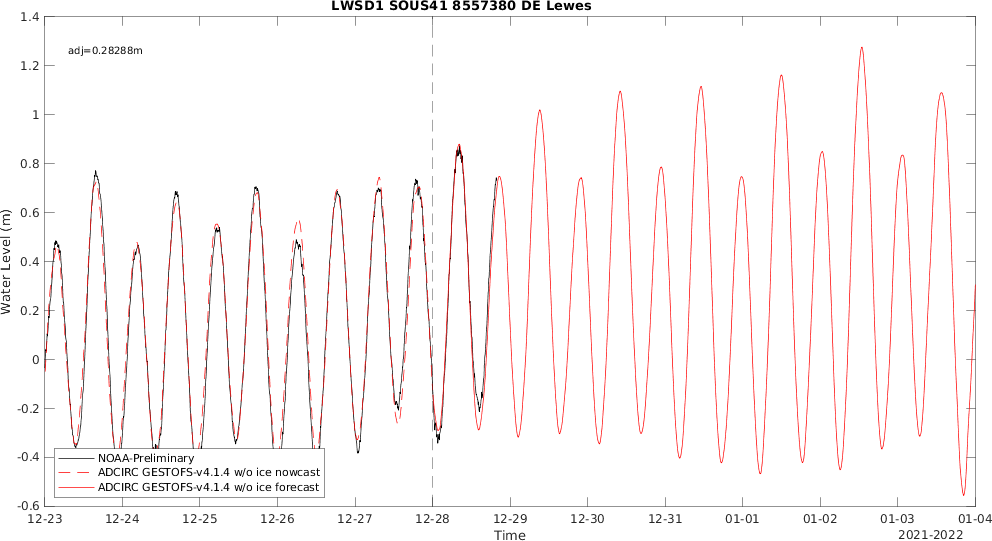 LWSD1 SOUS41 8557380 DE Lewes
adj=0.28288m
Water Level (m)
1.4
1.2
1
0.8
0.6
0.4
0.2
0
-0.2
-0.4
-0.6
NOAA-Preliminary
ADCIRC GESTOFS-v4.1.4 w/o ice nowcast
ADCIRC GESTOFS-v4.1.4 w/o ice forecast
12-23 12-24 12-25 12-26 12-27 12-28 12-29 12-30 12-31 01-01 01-02 01-03 01-04
Time
2021-2022